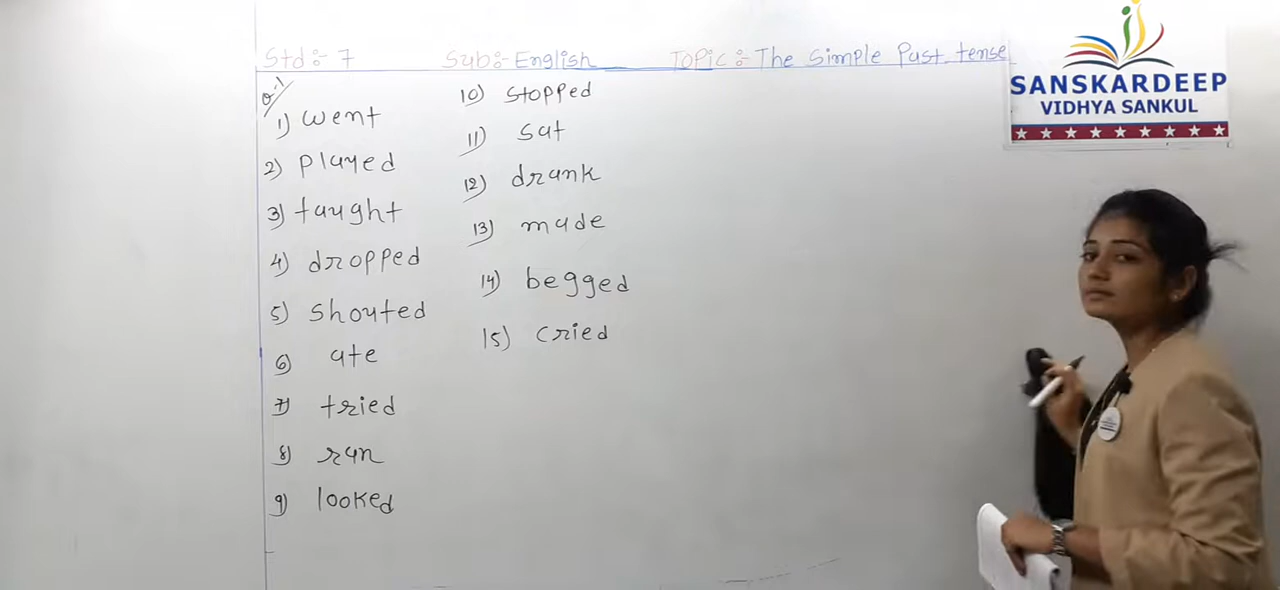 Std:- 7 Sub:- English Topic:- The Simple Past tense
Q-1
1) went
2) played
3) taught
4) dropped
5) shouted
6) ate
7) tried
8) ran
9) looked
10) stopped
11) sat
12) drank
13) made
14) begged
15) cried
SANSKARDEEP
VIDHYA SANKUL